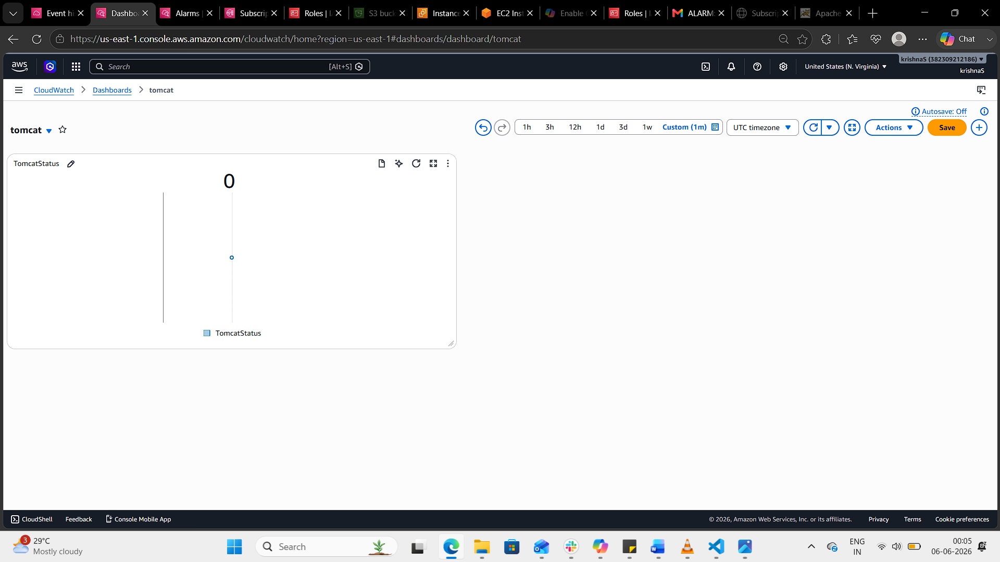 Event hi
Dashbo
Alarms |
Subscrip
Roles | I
S3 buck
Instance
EC2 Inst
Enable
Roles | I
ALARM:
Subscrip
Apache
https://us-east-1.console.aws.amazon.com/cloudwatch/home?region=us-east-1#dashboards/dashboard/tomcat
Chat
aws
Search
[Alt+S]
United States (N. Virginia)
krishnaS (382309212186)
krishnaS
CloudWatch
Dashboards
tomcat
Autosave: Off
tomcat
1h
3h
12h
1d
3d
1w
Custom (1m)
UTC timezone
Actions
Save
TomcatStatus
0
TomcatStatus
CloudShell
Feedback
Console Mobile App
© 2026, Amazon Web Services, Inc. or its affiliates.
Privacy
Terms
Cookie preferences
3
29°C
Mostly cloudy
Search
ENG
IN
00:05
06-06-2026